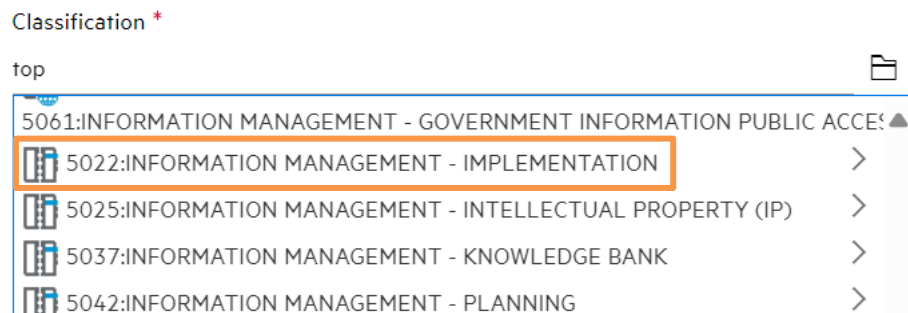 Classification *
top
5061:INFORMATION MANAGEMENT - GOVERNMENT INFORMATION PUBLIC ACCES
5022:INFORMATION MANAGEMENT - IMPLEMENTATION
5025:INFORMATION MANAGEMENT - INTELLECTUAL PROPERTY (IP)
5037:INFORMATION MANAGEMENT - KNOWLEDGE BANK
5042:INFORMATION MANAGEMENT - PLANNING